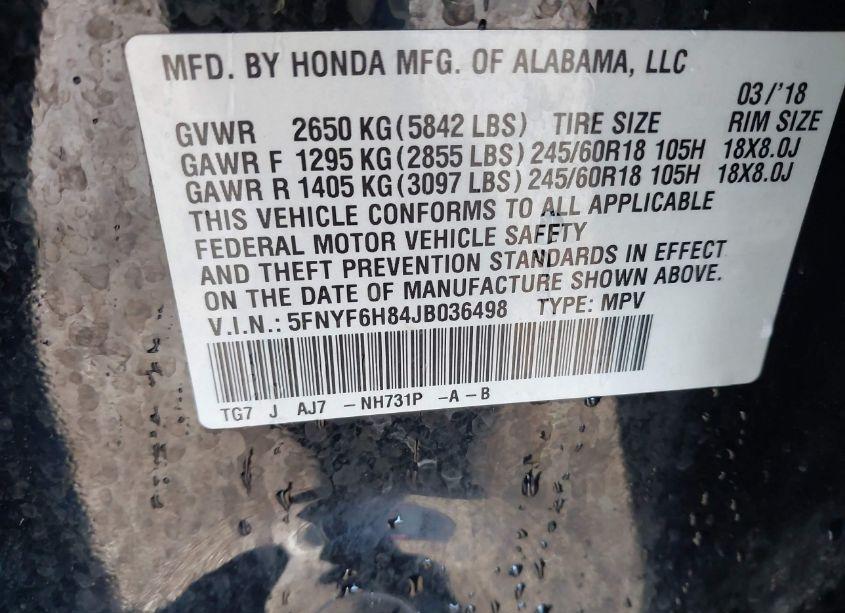 MFD. BY HONDA MFG. OF ALABAMA, LLC
03/'18
GVWR 2650 KG(5842 LBS) TIRE SIZE RIM SIZE
GAWR F 1295 KG(2855 LBS) 245/60R18 105H 18X8.0J
GAWR R 1405 KG(3097 LBS) 245/60R18 105H 18X8.0J
THIS VEHICLE CONFORMS TO ALL APPLICABLE
FEDERAL MOTOR VEHICLE SAFETY
AND THEFT PREVENTION STANDARDS IN EFFECT
ON THE DATE OF MANUFACTURE SHOWN ABOVE.
V.I.N.: 5FNYF6H84JB036498 TYPE: MPV
TG7 J AJ7 -NH731P -A-B